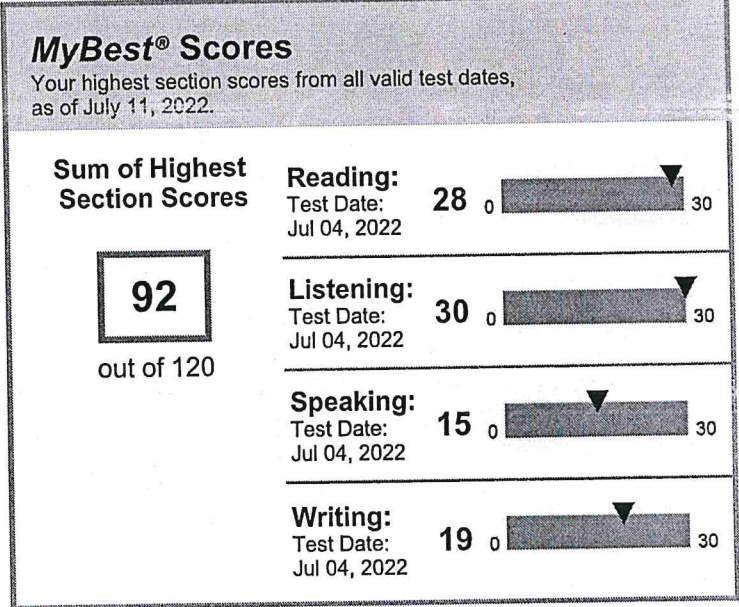 MyBest® Scores
Your highest section scores from all valid test dates,
as of July 11, 2022.
Sum of Highest
Section Scores
92
out of 120
Reading:
Test Date:
Jul 04, 2022
28
0
30
Listening:
Test Date:
Jul 04, 2022
30
0
30
Speaking:
Test Date:
Jul 04, 2022
15
0
30
Writing:
Test Date:
Jul 04, 2022
19
0
30